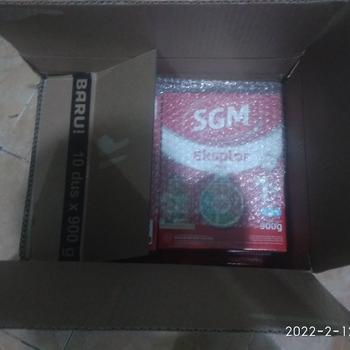 BARU! 10 dus x 900 g
SGM
Eksplor
900g
2022-2-1